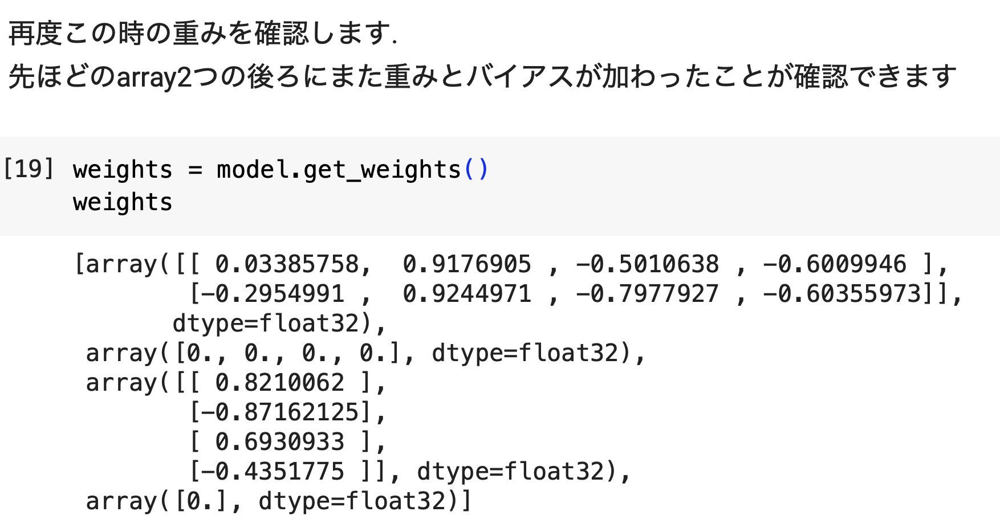 再度この時の重みを確認します.
先ほどのarray2つの後ろにまた重みとバイアスが加わったことが確認できます
[19] weights = model.get_weights()
weights
[array([[ 0.03385758,  0.9176905 , -0.5010638 , -0.6009946 ],
[-0.2954991 ,  0.9244971 , -0.7977927 , -0.60355973]],
dtype=float32),
array([0., 0., 0., 0.], dtype=float32),
array([[ 0.8210062 ],
[-0.87162125],
[ 0.6930933 ],
[-0.4351775 ]], dtype=float32),
array([0.], dtype=float32)]